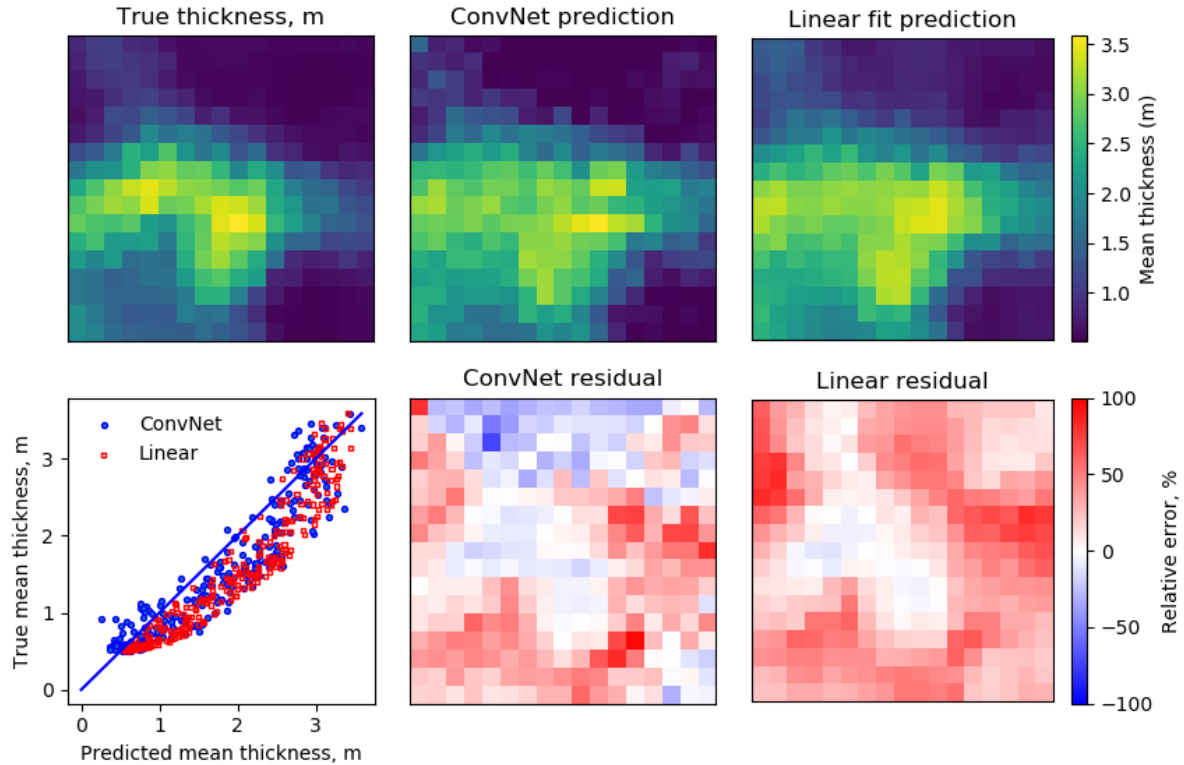 True thickness, m
ConvNet prediction
Linear fit prediction
3.5
3.0
2.5
2.0
1.5
1.0
Mean thickness (m)
ConvNet residual
Linear residual
ConvNet
Linear
3
2
1
0
True mean thickness, m
0 1 2 3
Predicted mean thickness, m
100
50
0
−50
−100
Relative error, %